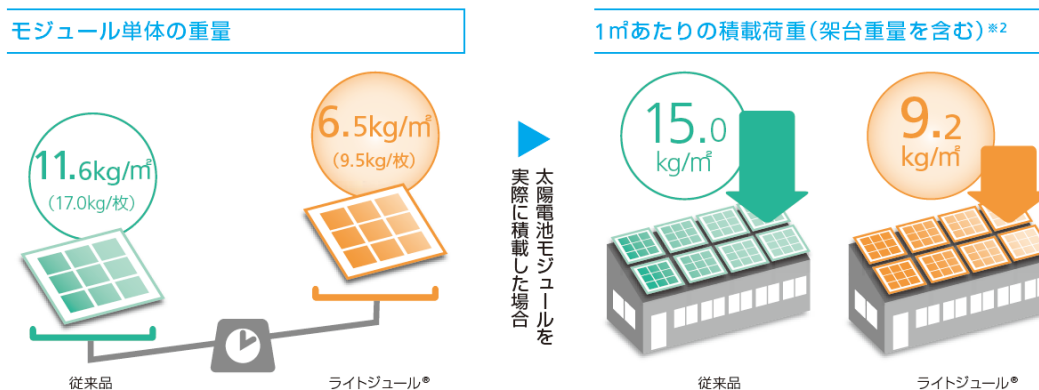 モジュール単体の重量
11.6kg/㎡
(17.0kg/枚)
6.5kg/㎡
(9.5kg/枚)
従来品
ライトジュール®
太陽電池モジュールを
実際に積載した場合
1㎡あたりの積載荷重(架台重量を含む)※2
15.0
kg/㎡
9.2
kg/㎡
従来品
ライトジュール®